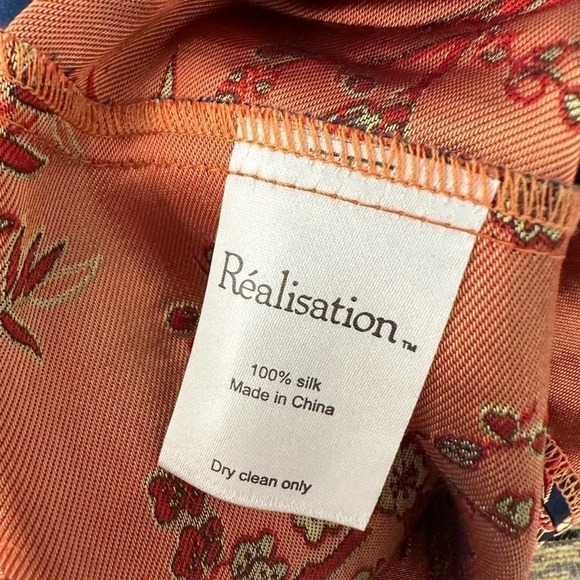 Réalisation™
100% silk
Made in China
Dry clean only